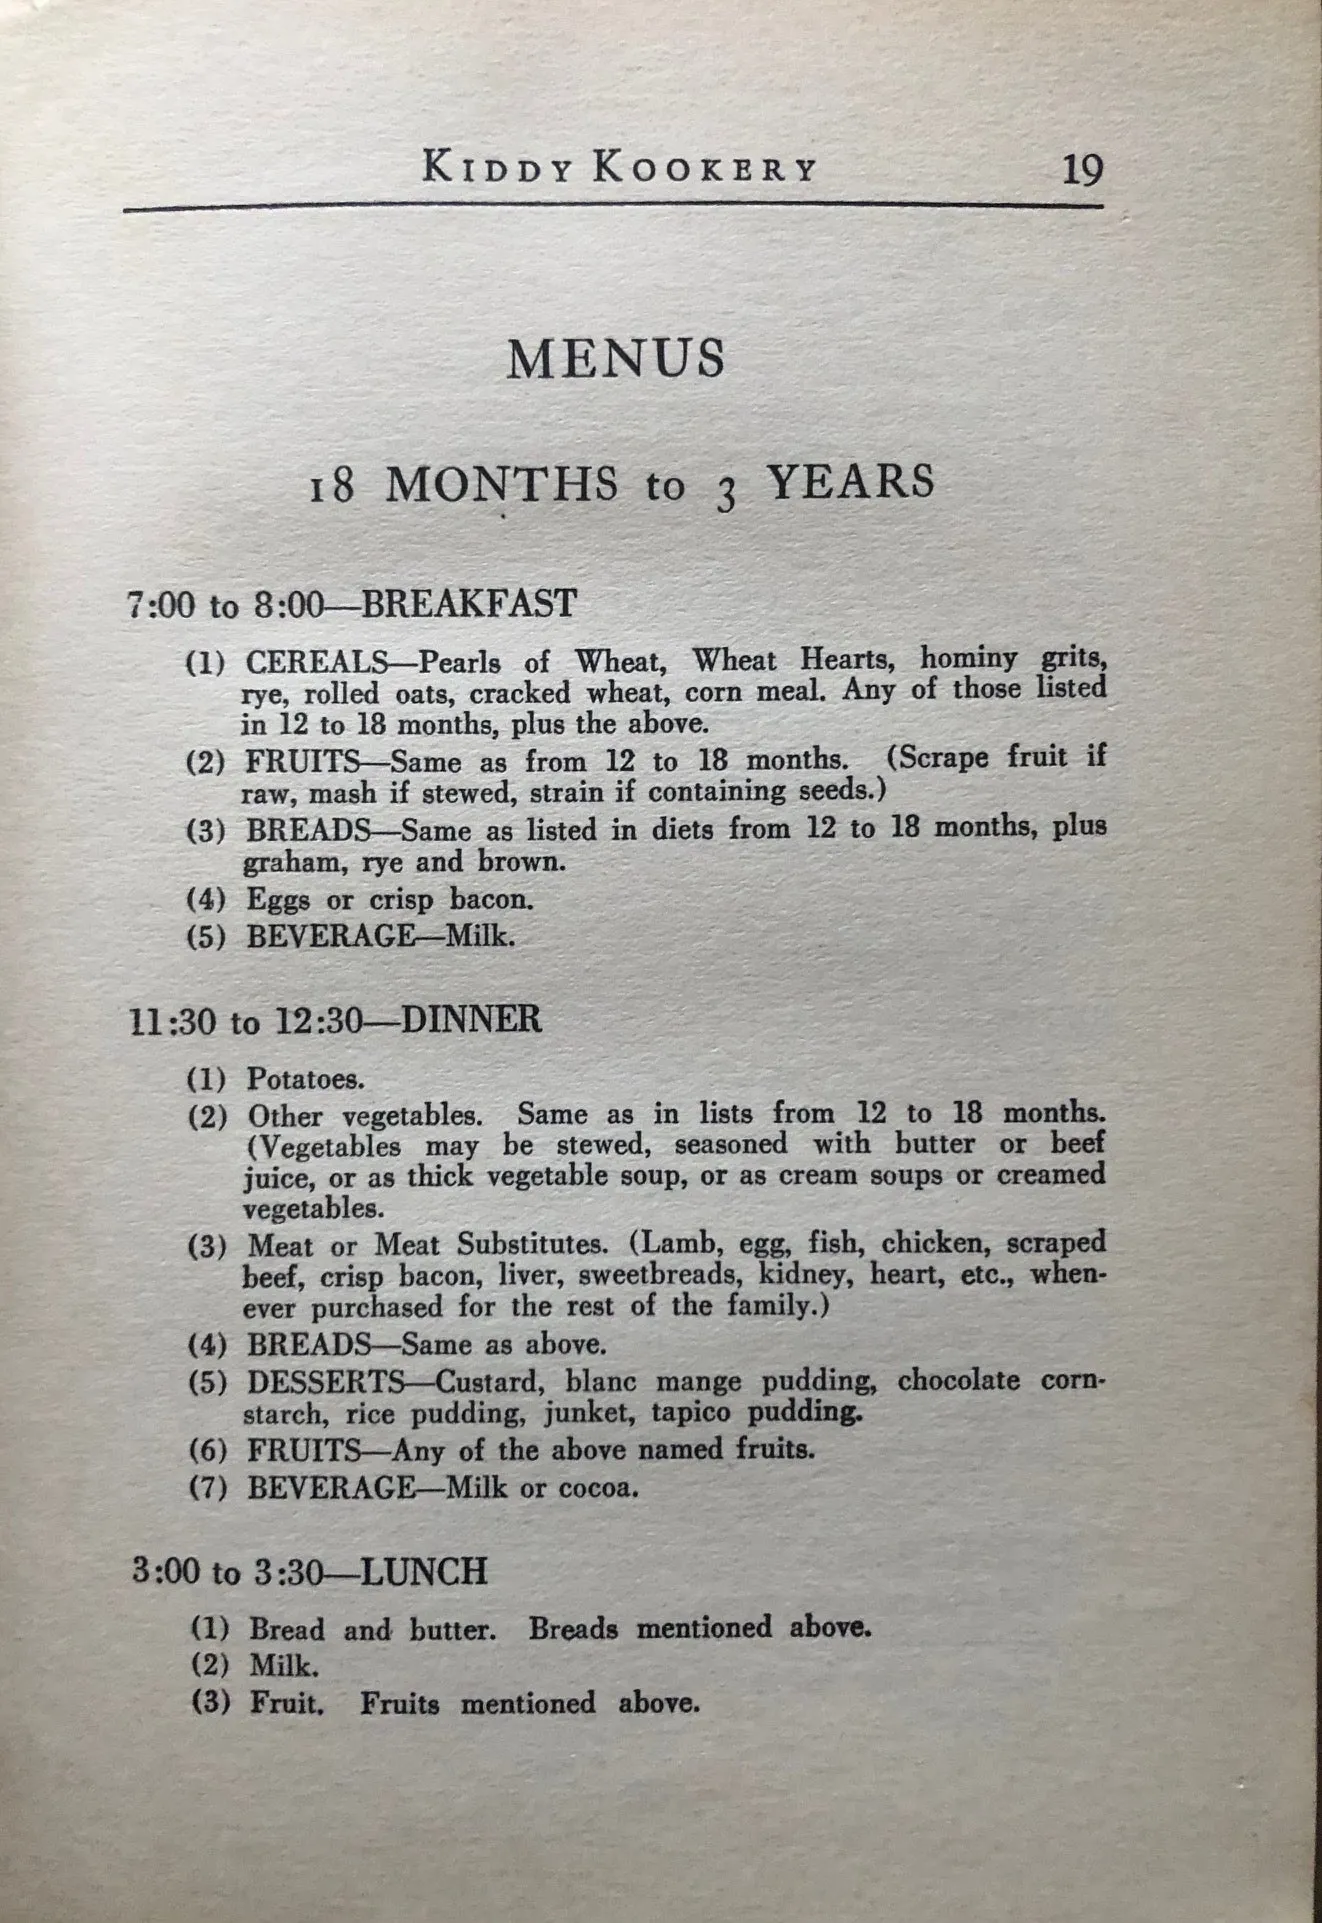 KIDDY KOOKERY 19
MENUS
18 MONTHS to 3 YEARS
7:00 to 8:00—BREAKFAST
(1) CEREALS—Pearls of Wheat, Wheat Hearts, hominy grits,
rye, rolled oats, cracked wheat, corn meal. Any of those listed
in 12 to 18 months, plus the above.
(2) FRUITS—Same as from 12 to 18 months. (Scrape fruit if
raw, mash if stewed, strain if containing seeds.)
(3) BREADS—Same as listed in diets from 12 to 18 months, plus
graham, rye and brown.
(4) Eggs or crisp bacon.
(5) BEVERAGE—Milk.
11:30 to 12:30—DINNER
(1) Potatoes.
(2) Other vegetables. Same as in lists from 12 to 18 months.
(Vegetables may be stewed, seasoned with butter or beef
juice, or as thick vegetable soup, or as cream soups or creamed
vegetables.
(3) Meat or Meat Substitutes. (Lamb, egg, fish, chicken, scraped
beef, crisp bacon, liver, sweetbreads, kidney, heart, etc., when-
ever purchased for the rest of the family.)
(4) BREADS—Same as above.
(5) DESSERTS—Custard, blanc mange pudding, chocolate corn-
starch, rice pudding, junket, tapico pudding.
(6) FRUITS—Any of the above named fruits.
(7) BEVERAGE—Milk or cocoa.
3:00 to 3:30—LUNCH
(1) Bread and butter. Breads mentioned above.
(2) Milk.
(3) Fruit. Fruits mentioned above.